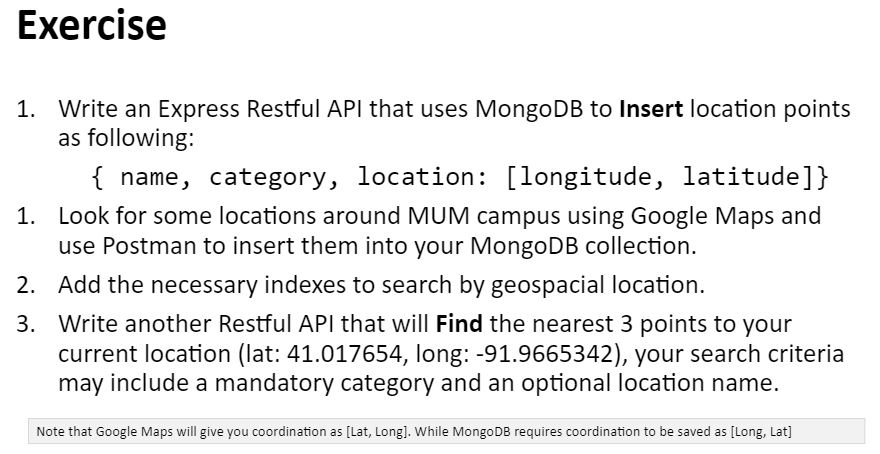 Exercise
1. Write an Express Restful API that uses MongoDB to Insert location points
as following:
{ name, category, location: [longitude, latitude]}
1. Look for some locations around MUM campus using Google Maps and
use Postman to insert them into your MongoDB collection.
2. Add the necessary indexes to search by geospacial location.
3. Write another Restful API that will Find the nearest 3 points to your
current location (lat: 41.017654, long: -91.9665342), your search criteria
may include a mandatory category and an optional location name.
Note that Google Maps will give you coordination as [Lat, Long]. While MongoDB requires coordination to be saved as [Long, Lat]